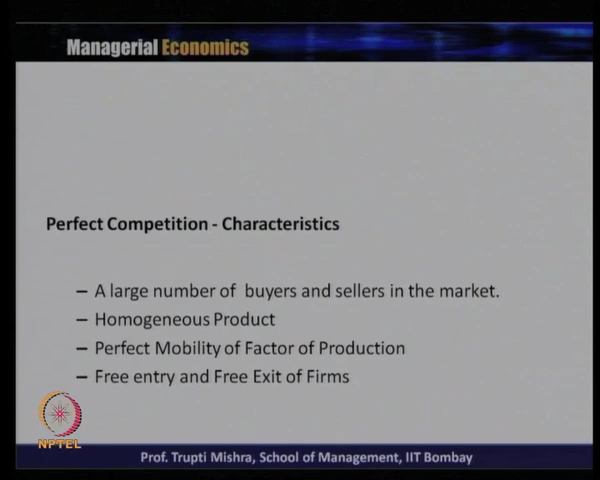 Managerial Economics
Perfect Competition - Characteristics
– A large number of buyers and sellers in the market.
– Homogeneous Product
– Perfect Mobility of Factor of Production
– Free entry and Free Exit of Firms
NPTEL
Prof. Trupti Mishra, School of Management, IIT Bombay